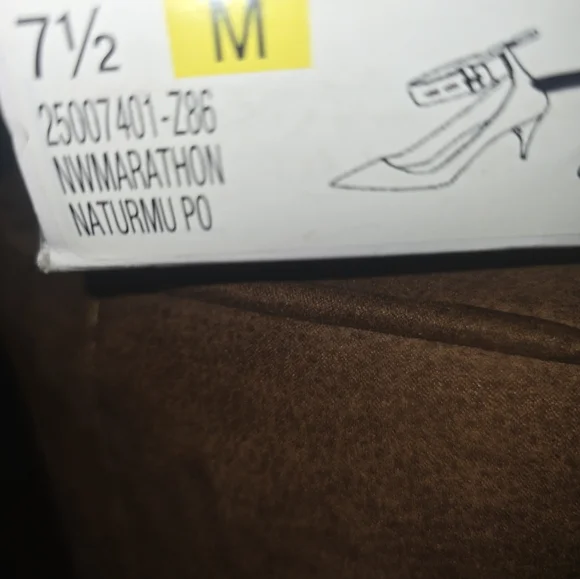 7½ M
25007401-Z86
NWMARATHON
NATURMU PO